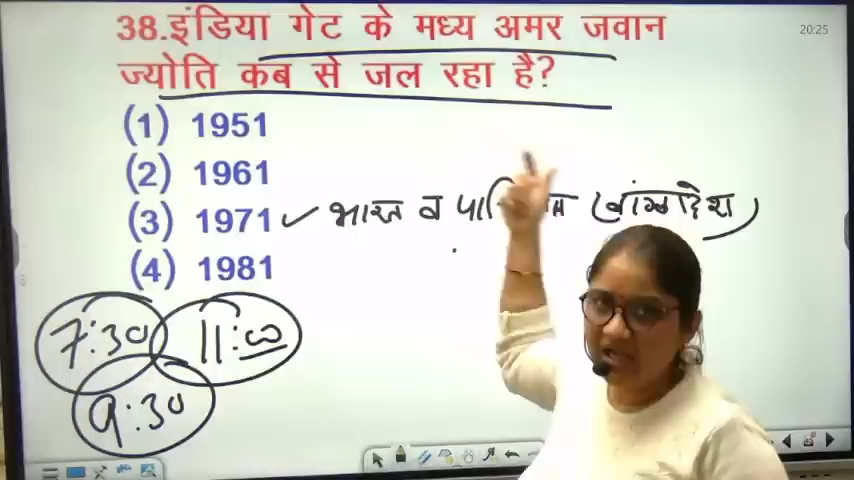 20:25
38.इंडिया गेट के मध्य अमर जवान
ज्योति कब से जल रहा है?
(1) 1951
(2) 1961
(3) 1971 ✓ भारत व बांग्लादेश
(4) 1981
7:30 11:00
9:30